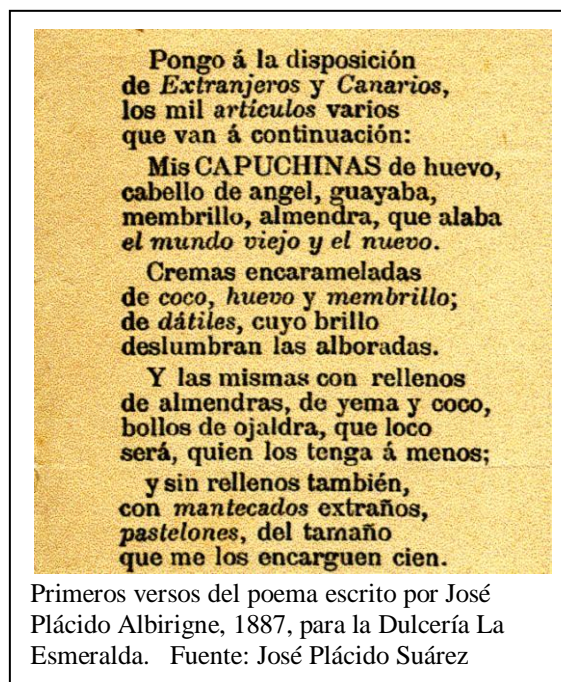 Pongo á la disposición
de Extranjeros y Canarios,
los mil artículos varios
que van á continuación:
Mis CAPUCHINAS de huevo,
cabello de angel, guayaba,
membrillo, almendra, que alaba
el mundo viejo y el nuevo.
Cremas encarameladas
de coco, huevo y membrillo;
de dátiles, cuyo brillo
deslumbran las alboradas.
Y las mismas con rellenos
de almendras, de yema y coco,
bollos de ojaldra, que loco
será, quien los tenga á menos;
y sin rellenos también,
con mantecados extraños,
pastelones, del tamaño
que me los encarguen cien.
Primeros versos del poema escrito por José
Plácido Albirigne, 1887, para la Dulcería La
Esmeralda. Fuente: José Plácido Suárez